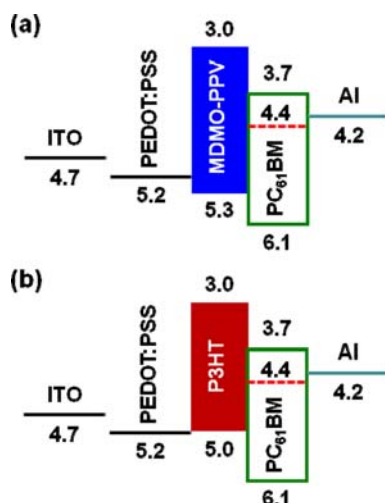 (a)
3.0
3.7
MDMO-PPV
PEDOT:PSS
4.4
Al
ITO
PC61BM
4.2
4.7
5.2
5.3
6.1
(b)
3.0
3.7
P3HT
PEDOT:PSS
4.4
Al
ITO
PC61BM
4.2
4.7
5.2
5.0
6.1